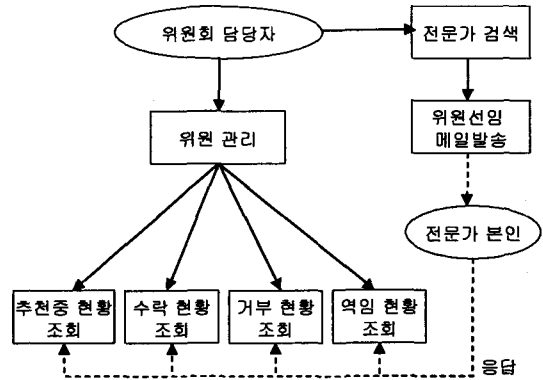 위원회 담당자
전문가 검색
위원 관리
위원선임
메일발송
전문가 본인
추천중 현황
조회
수락 현황
조회
거부 현황
조회
역임 현황
조회
응답